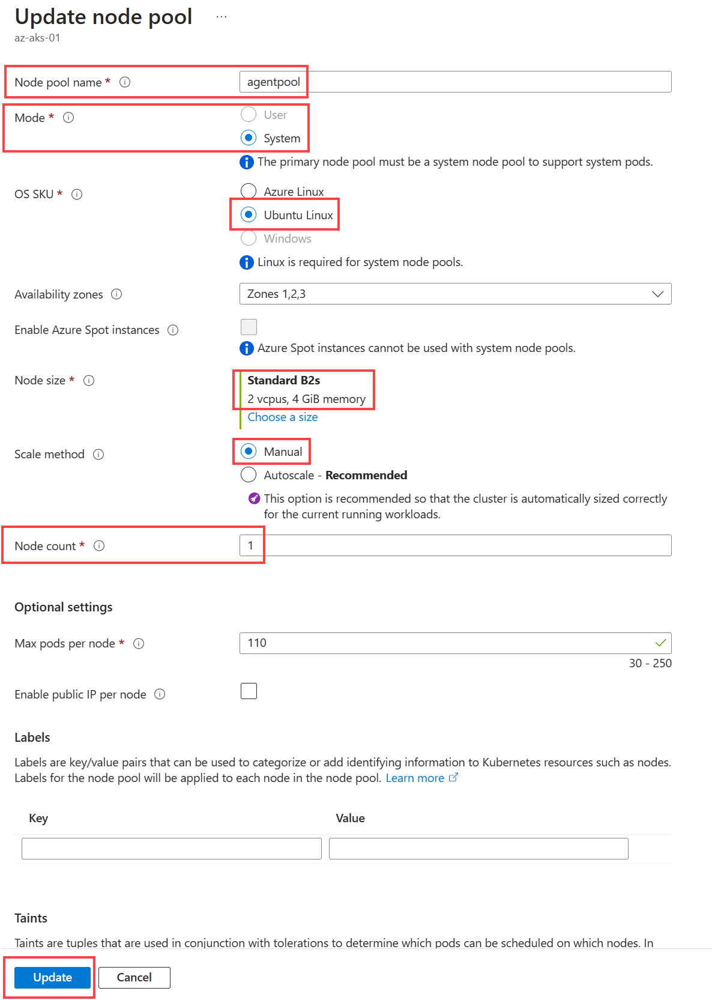 Update node pool ...
az-aks-01
Node pool name * agentpool
Mode * User
System
The primary node pool must be a system node pool to support system pods.
OS SKU * Azure Linux
Ubuntu Linux
Windows
Linux is required for system node pools.
Availability zones Zones 1,2,3
Enable Azure Spot instances
Azure Spot instances cannot be used with system node pools.
Node size * Standard B2s
2 vcpus, 4 GiB memory
Choose a size
Scale method Manual
Autoscale - Recommended
This option is recommended so that the cluster is automatically sized correctly
for the current running workloads.
Node count * 1
Optional settings
Max pods per node * 110
30 - 250
Enable public IP per node
Labels
Labels are key/value pairs that can be used to categorize or add identifying information to Kubernetes resources such as nodes.
Labels for the node pool will be applied to each node in the node pool. Learn more
Key Value
Taints
Taints are tuples that are used in conjunction with tolerations to determine which pods can be scheduled on which nodes. In
Update Cancel